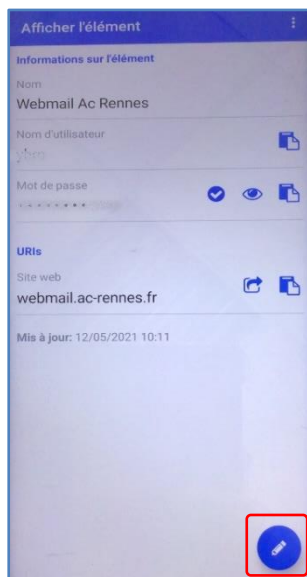 Afficher l'élément
Informations sur l'élément
Nom
Webmail Ac Rennes
Nom d'utilisateur
Mot de passe
URIs
Site web
webmail.ac-rennes.fr
Mis à jour: 12/05/2021 10:11